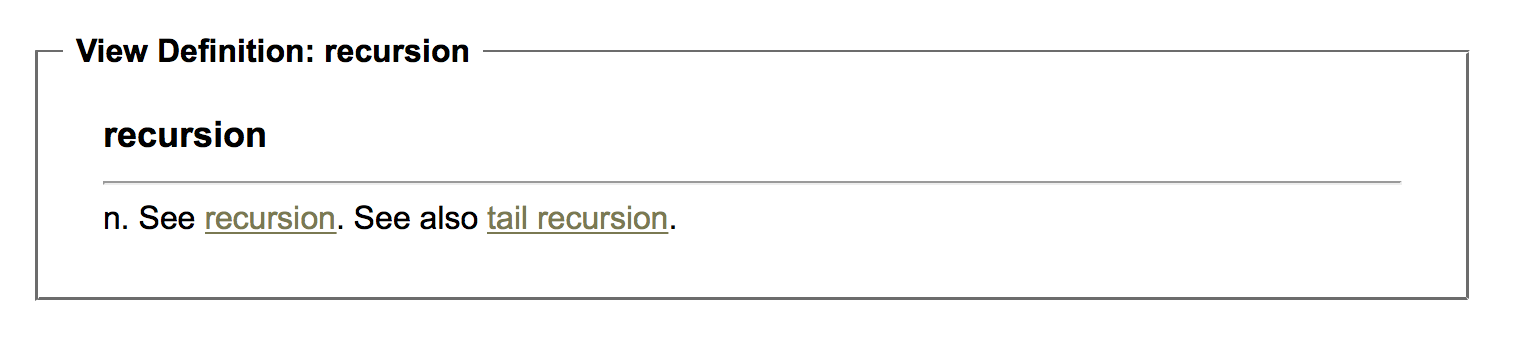 View Definition: recursion
recursion
n. See recursion. See also tail recursion.